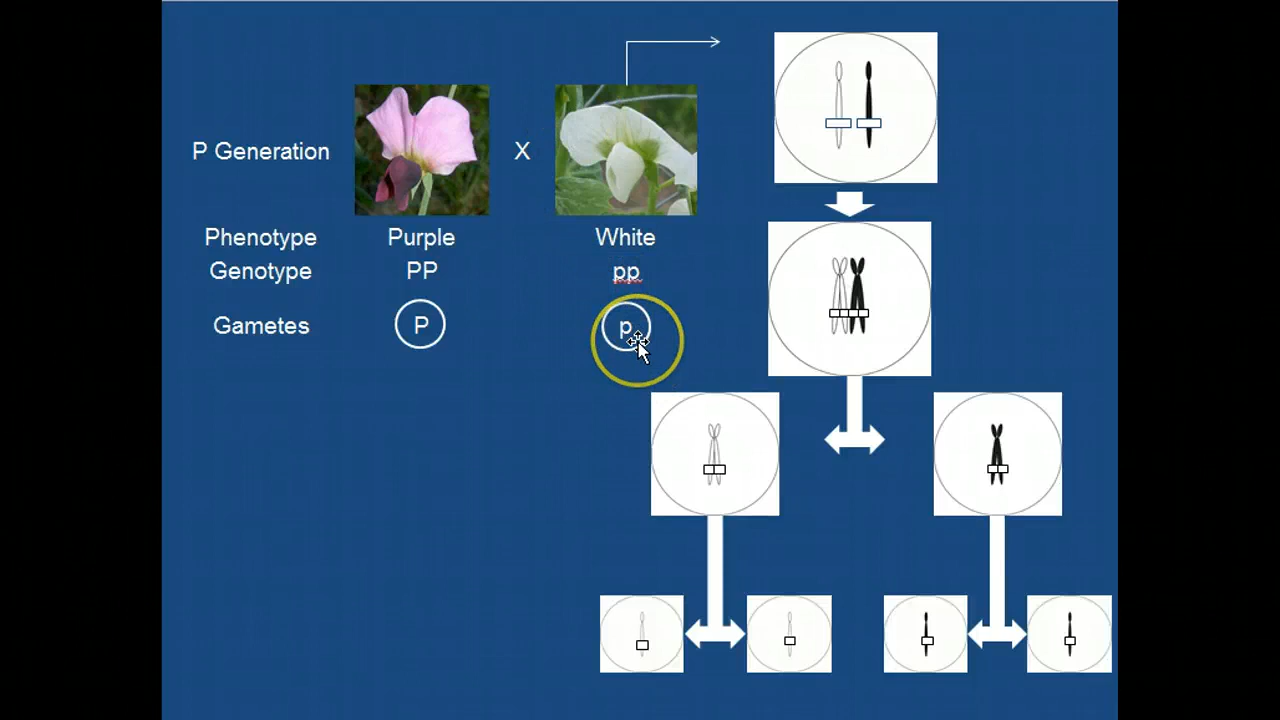 P Generation X
Phenotype Purple White
Genotype PP pp
Gametes P p